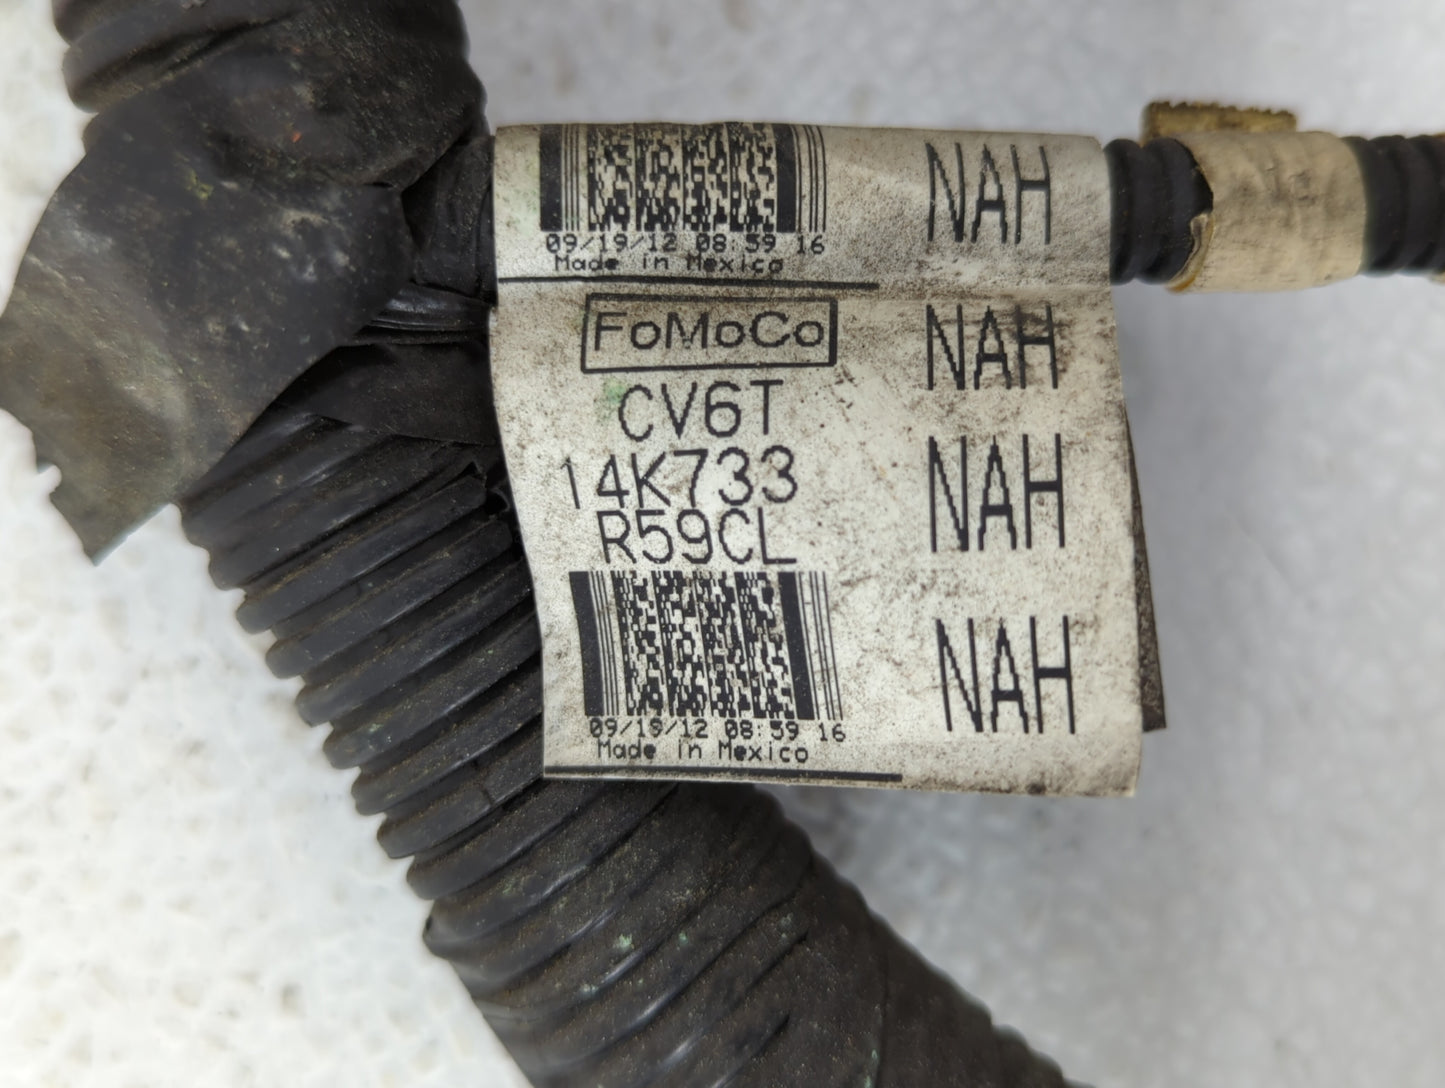 09/19/12 08:59 16
Made in Mexico
NAH
FoMoCo
NAH
CV6T
14K733
R59CL
NAH
09/19/12 08:59 16
Made in Mexico
NAH